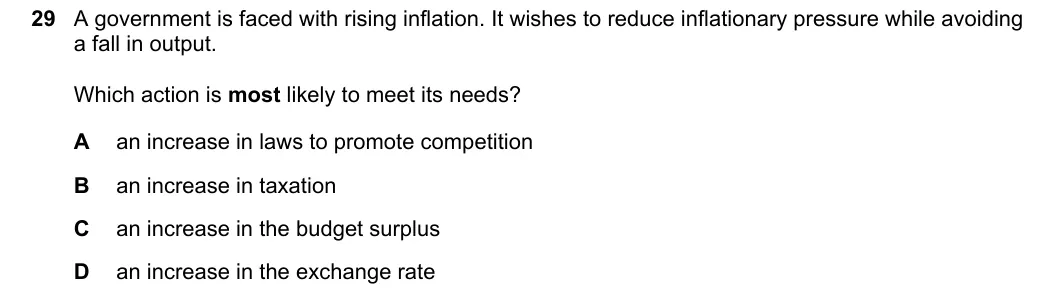 29 A government is faced with rising inflation. It wishes to reduce inflationary pressure while avoiding
a fall in output.
Which action is most likely to meet its needs?
A an increase in laws to promote competition
B an increase in taxation
C an increase in the budget surplus
D an increase in the exchange rate